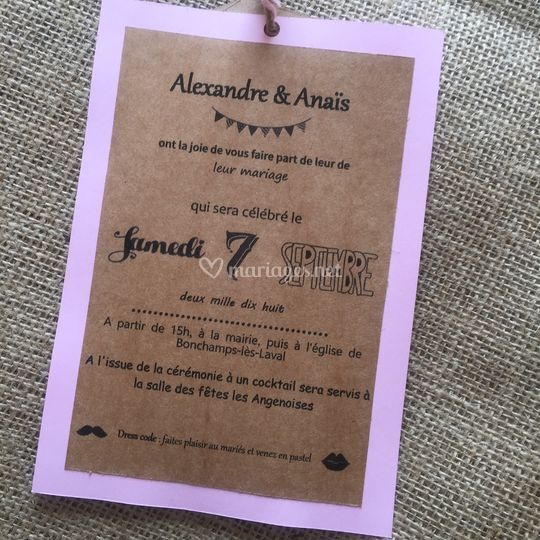 Alexandre & Anaïs
ont la joie de vous faire part de leur de
leur mariage
qui sera célébré le
Samedi 7 SEPTEMBRE
mariages.net
deux mille dix huit
A partir de 15h, à la mairie, puis à l'église de
Bonchamps-lès-Laval
A l'issue de la cérémonie à un cocktail sera servis à
la salle des fêtes les Angenoises
Dress code : faites plaisir au mariés et venez en pastel